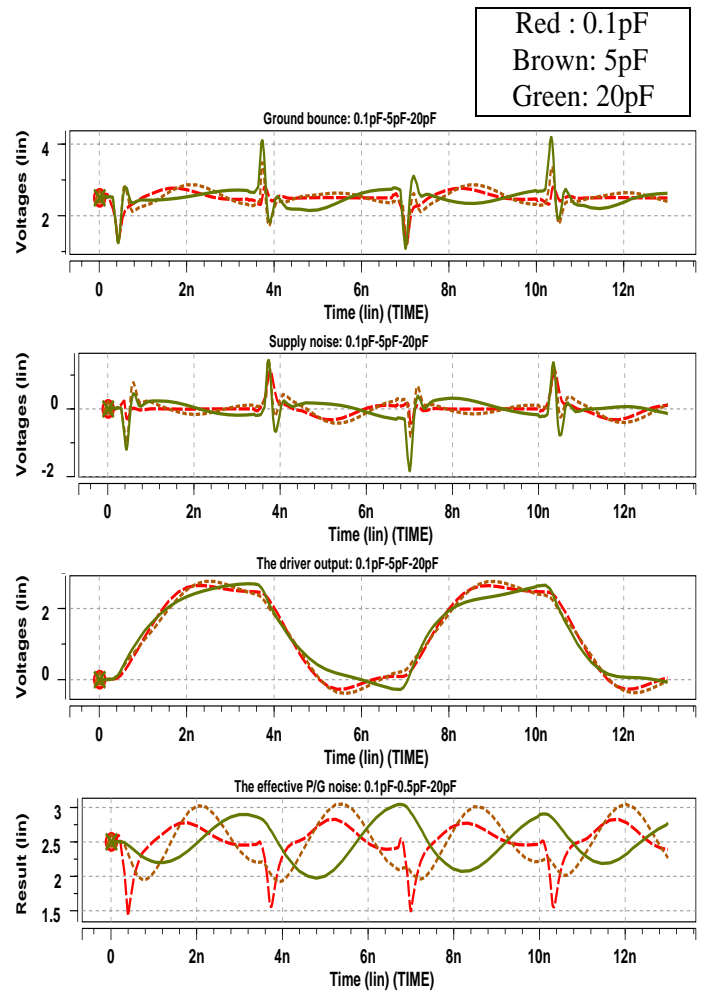 Red : 0.1pF
Brown: 5pF
Green: 20pF
Ground bounce: 0.1pF-5pF-20pF
Voltages (lin)
4
2
0 2n 4n 6n 8n 10n 12n
Time (lin) (TIME)
Supply noise: 0.1pF-5pF-20pF
Voltages (lin)
0
-2
0 2n 4n 6n 8n 10n 12n
Time (lin) (TIME)
The driver output: 0.1pF-5pF-20pF
Voltages (lin)
2
0
0 2n 4n 6n 8n 10n 12n
Time (lin) (TIME)
The effective P/G noise: 0.1pF-0.5pF-20pF
Result (lin)
3
2.5
2
1.5
0 2n 4n 6n 8n 10n 12n
Time (lin) (TIME)